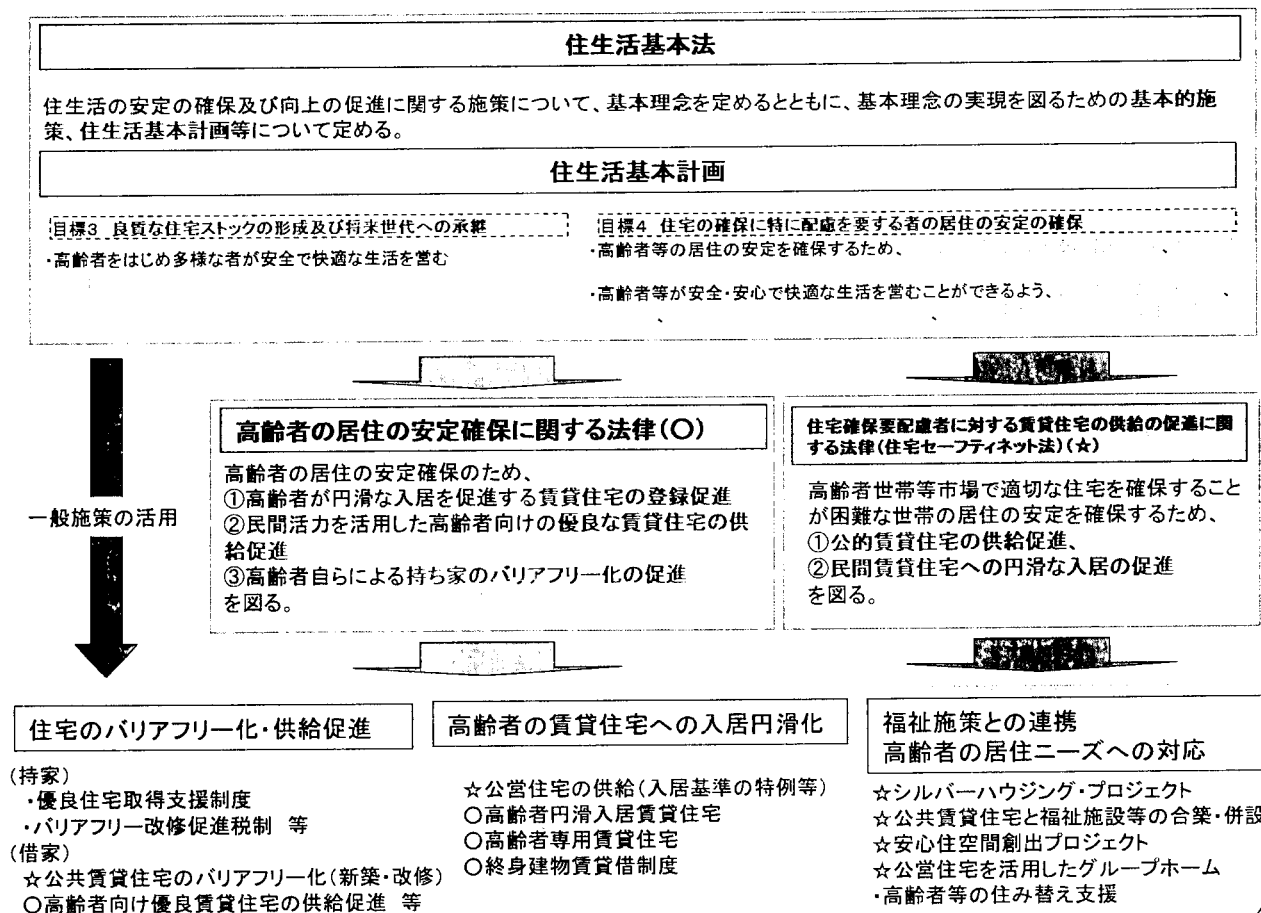 住生活基本法
住生活の安定の確保及び向上の促進に関する施策について、基本理念を定めるとともに、基本理念の実現を図るための基本的施
策、住生活基本計画等について定める。
住生活基本計画
目標3 良質な住宅ストックの形成及び将来世代への承継
・高齢者をはじめ多様な者が安全で快適な生活を営む
目標4 住宅の確保に特に配慮を要する者の居住の安定の確保
・高齢者等の居住の安定を確保するため、
・高齢者等が安全・安心で快適な生活を営むことができるよう、
一般施策の活用
高齢者の居住の安定確保に関する法律(〇)
高齢者の居住の安定確保のため、
①高齢者が円滑な入居を促進する賃貸住宅の登録促進
②民間活力を活用した高齢者向けの優良な賃貸住宅の供
給促進
③高齢者自らによる持ち家のバリアフリー化の促進
を図る。
住宅確保要配慮者に対する賃貸住宅の供給の促進に関
する法律(住宅セーフティネット法)(☆)
高齢者世帯等市場で適切な住宅を確保すること
が困難な世帯の居住の安定を確保するため、
①公的賃貸住宅の供給促進、
②民間賃貸住宅への円滑な入居の促進
を図る。
住宅のバリアフリー化・供給促進
(持家)
・優良住宅取得支援制度
・バリアフリー改修促進税制 等
(借家)
☆公共賃貸住宅のバリアフリー化(新築・改修)
〇高齢者向け優良賃貸住宅の供給促進 等
高齢者の賃貸住宅への入居円滑化
☆公営住宅の供給(入居基準の特例等)
〇高齢者円滑入居賃貸住宅
〇高齢者専用賃貸住宅
〇終身建物賃貸借制度
福祉施策との連携
高齢者の居住ニーズへの対応
☆シルバーハウジング・プロジェクト
☆公共賃貸住宅と福祉施設等の合築・併設
☆安心住空間創出プロジェクト
☆公営住宅を活用したグループホーム
・高齢者等の住み替え支援